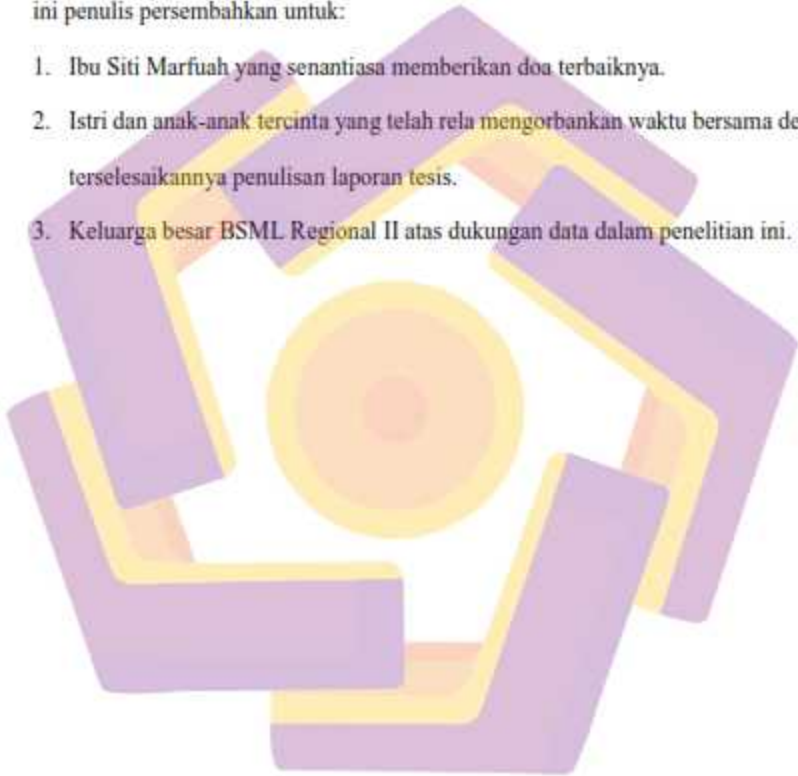 ini penulis persembahkan untuk:
1. Ibu Siti Marfuah yang senantiasa memberikan doa terbaiknya.
2. Istri dan anak-anak tercinta yang telah rela mengorbankan waktu bersama de
terselesaikannya penulisan laporan tesis.
3. Keluarga besar BSML Regional II atas dukungan data dalam penelitian ini.